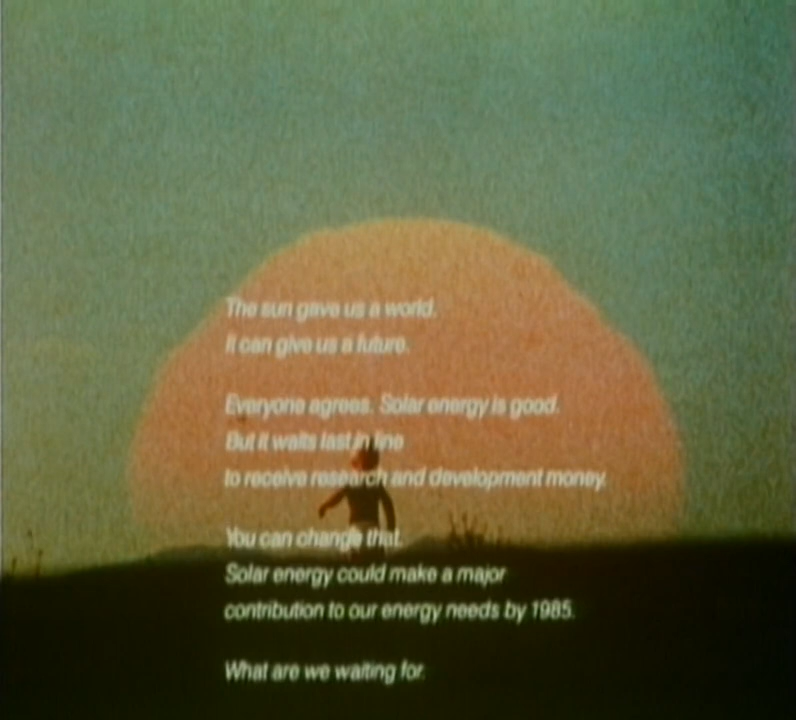 The sun gave us a world.
It can give us a future.
Everyone agrees. Solar energy is good.
But it waits last in line
to receive research and development money.
You can change that.
Solar energy could make a major
contribution to our energy needs by 1985.
What are we waiting for.